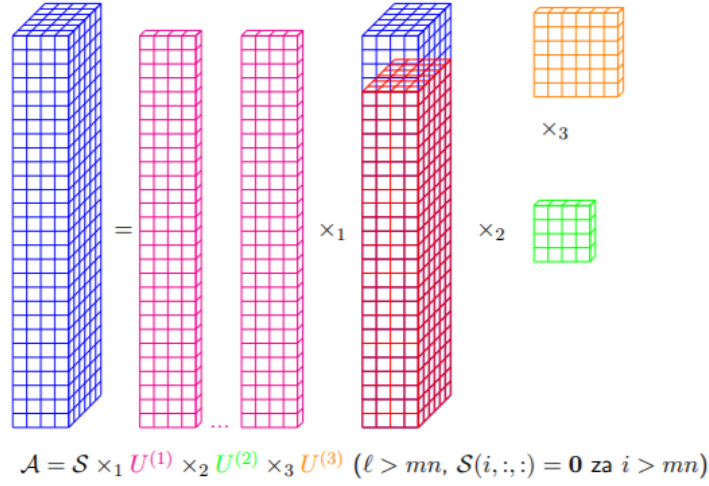 ×₃
= ×₁ ×₂
...
𝒜 = 𝒮 ×₁ U⁽¹⁾ ×₂ U⁽²⁾ ×₃ U⁽³⁾ (ℓ > mn, 𝒮(i,:,:) = 𝟎 za i > mn)